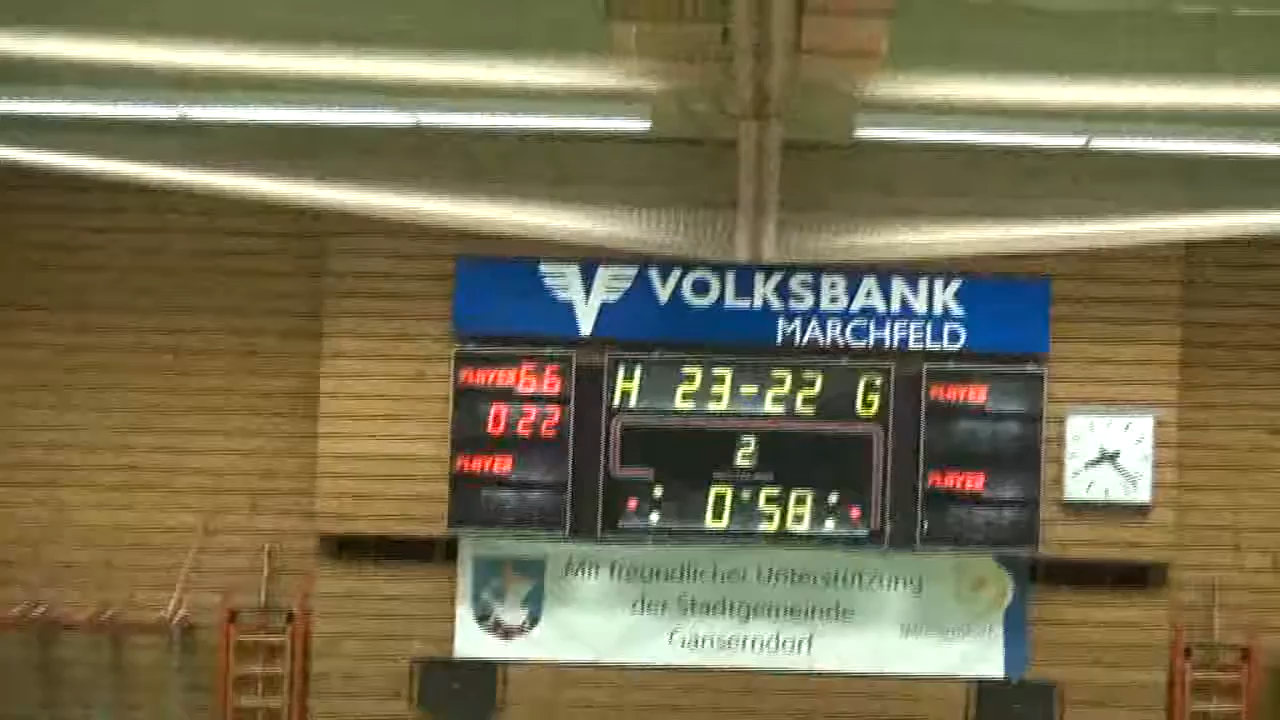 VOLKSBANK
MARCHFELD
PLAYER 66
0 22
PLAYER
H 23-22 G
2
0:58
PLAYER
PLAYER
Mit freundlicher Unterstützung
der Stadtgemeinde
Gänserndorf